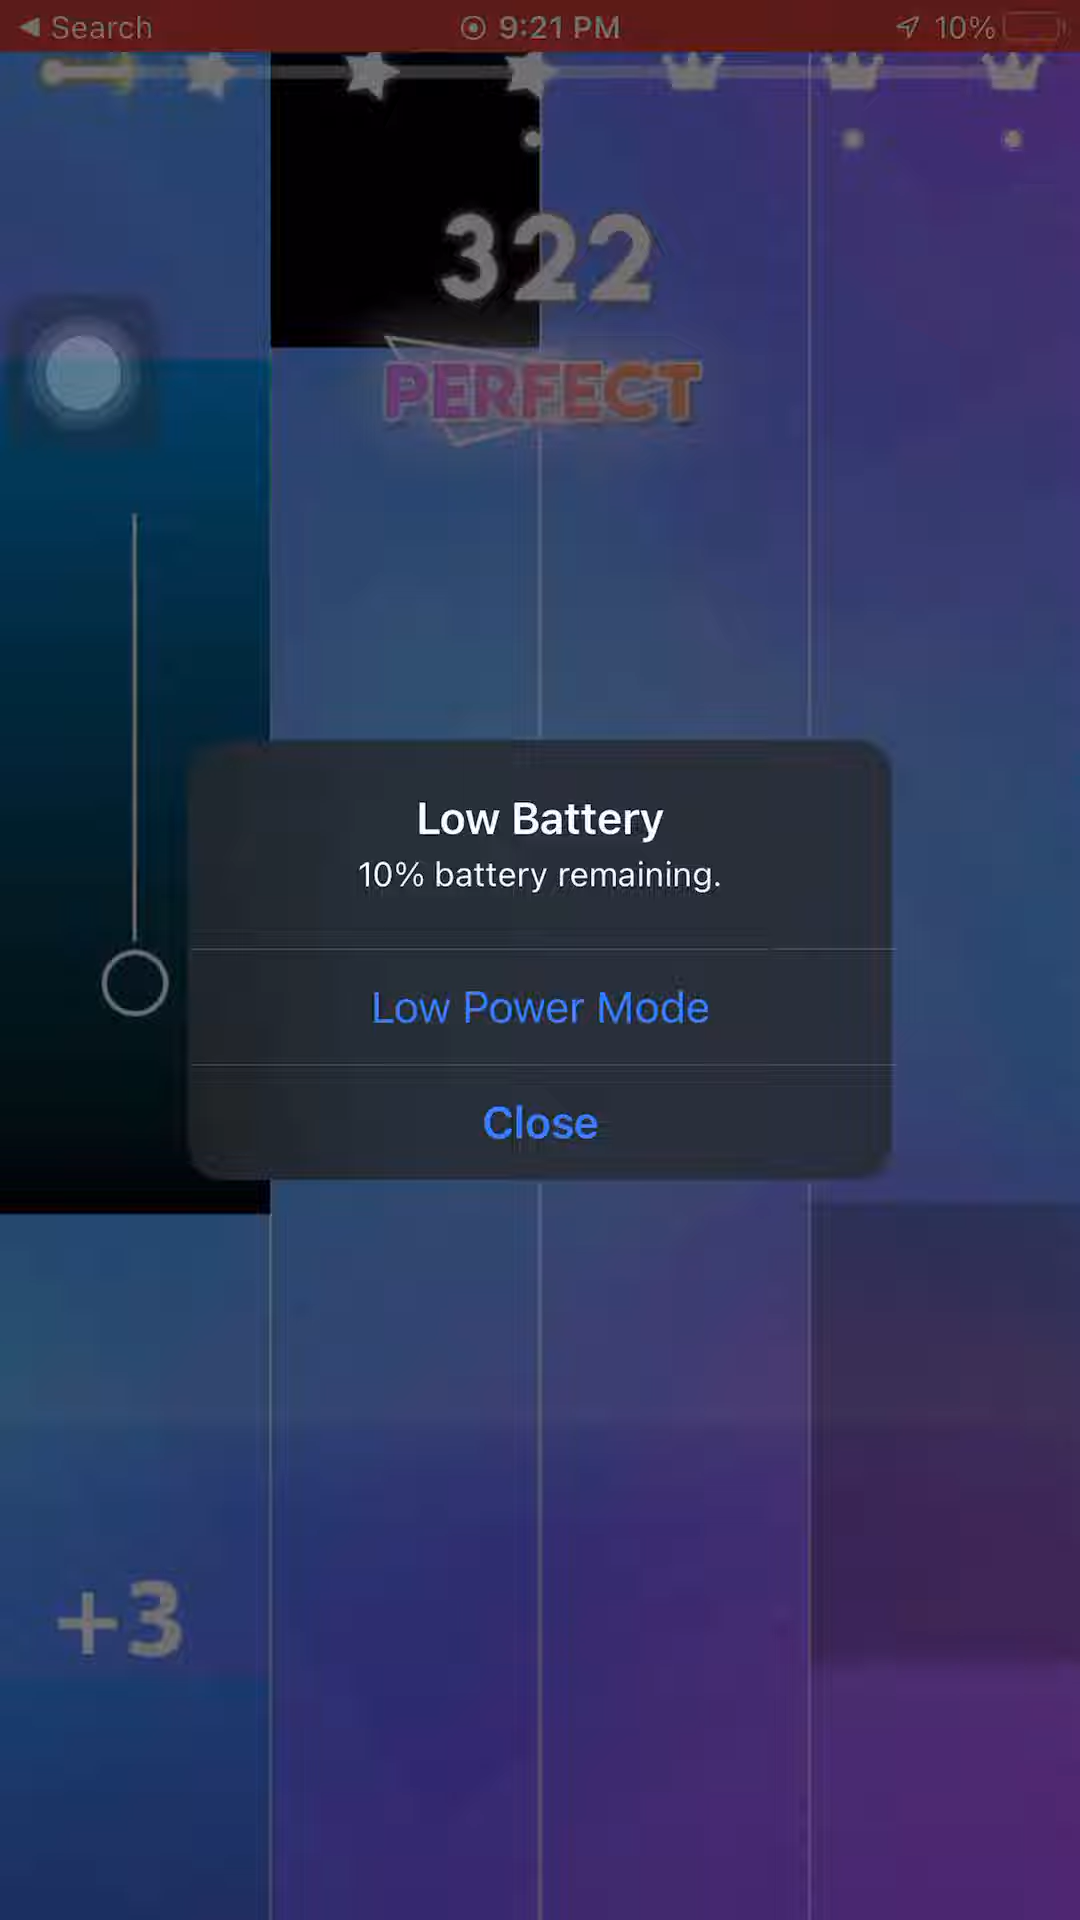 ◀ Search 9:21 PM 10%
322
PERFECT
Low Battery
10% battery remaining.
Low Power Mode
Close
+3